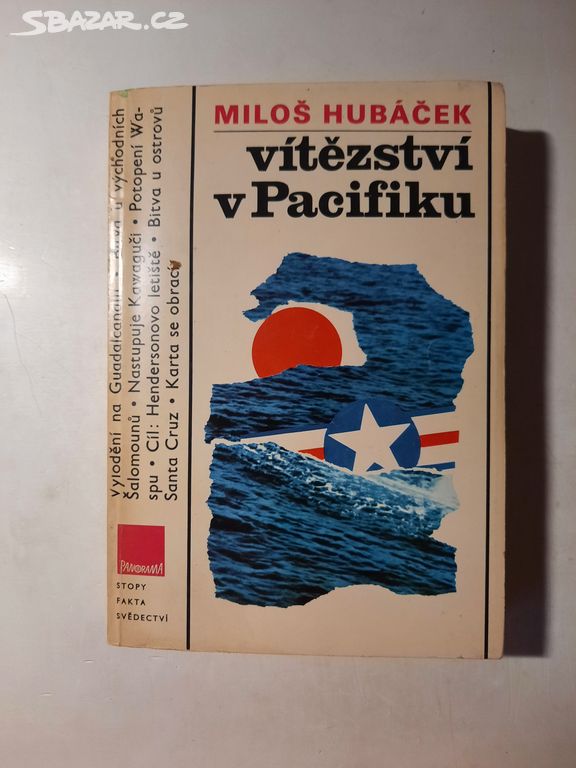 SBAZAR.CZ
MILOŠ HUBÁČEK
vítězství
v Pacifiku
Vylodění na Guadalcanalu • Bitva u východních
Šalomounů • Nastupuje Kawaguči • Potopení Wa-
spu • Cíl: Hendersonovo letiště • Bitva u ostrovů
Santa Cruz • Karta se obrací
PANORAMA
STOPY
FAKTA
SVĚDECTVÍ